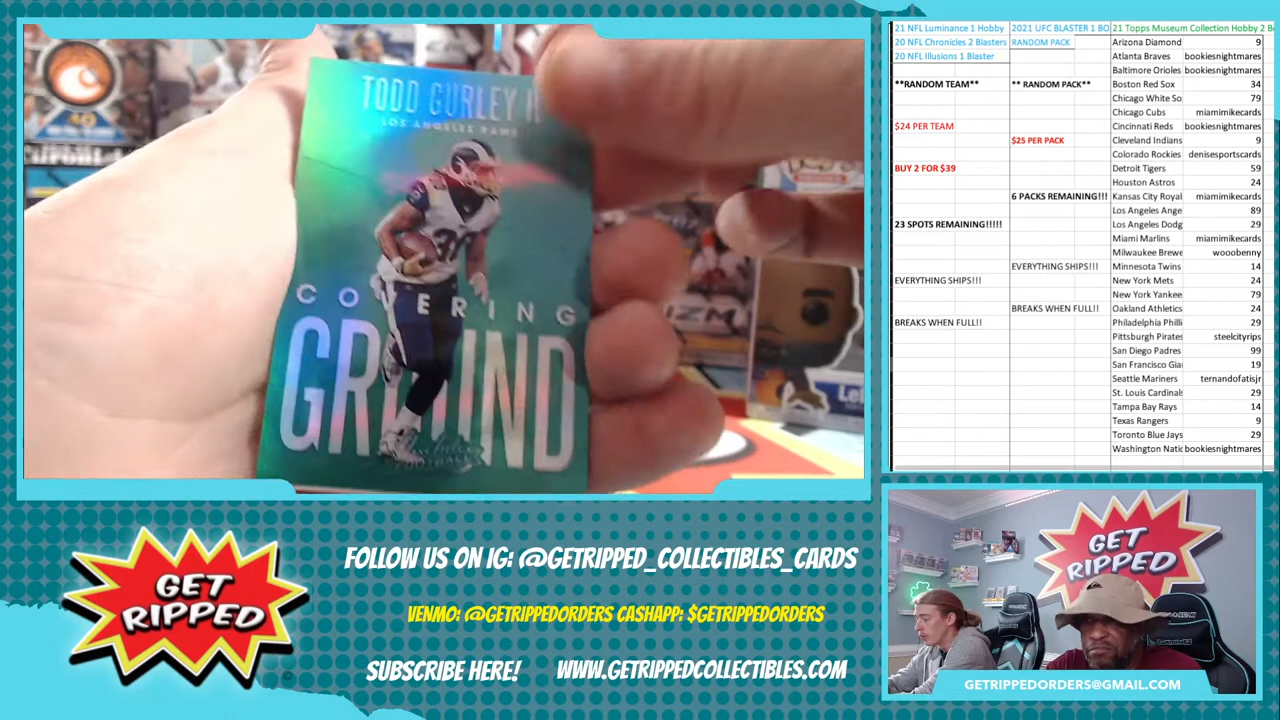 TODD GURLEY II
LOS ANGELES RAMS
COVERING
GROUND
21 NFL Luminance 1 Hobby
20 NFL Chronicles 2 Blasters
20 NFL Illusions 1 Blaster
**RANDOM TEAM**
$24 PER TEAM
BUY 2 FOR $39
23 SPOTS REMAINING!!!!!
EVERYTHING SHIPS!!!
BREAKS WHEN FULL!!
2021 UFC BLASTER 1 BO
RANDOM PACK
** RANDOM PACK**
$25 PER PACK
6 PACKS REMAINING!!!
EVERYTHING SHIPS!!!
BREAKS WHEN FULL!!
21 Topps Museum Collection Hobby 2 B
Arizona Diamond 9
Atlanta Braves bookiesnightmares
Baltimore Orioles bookiesnightmares
Boston Red Sox 34
Chicago White So 79
Chicago Cubs miamimikecards
Cincinnati Reds bookiesnightmares
Cleveland Indians 9
Colorado Rockies denisesportscards
Detroit Tigers 59
Houston Astros 24
Kansas City Royal miamimikecards
Los Angeles Ange 89
Los Angeles Dodg 29
Miami Marlins miamimikecards
Milwaukee Brewe wooobenny
Minnesota Twins 14
New York Mets 24
New York Yankee 79
Oakland Athletics 24
Philadelphia Philli 29
Pittsburgh Pirates steelcityrips
San Diego Padres 99
San Francisco Gia 19
Seattle Mariners ternandofatisjr
St. Louis Cardinal 29
Tampa Bay Rays 14
Texas Rangers 9
Toronto Blue Jays 29
Washington Natio bookiesnightmares
GET
RIPPED
FOLLOW US ON IG: @GETRIPPED_COLLECTIBLES_CARDS
VENMO: @GETRIPPEDORDERS CASHAPP: $GETRIPPEDORDERS
SUBSCRIBE HERE! WWW.GETRIPPEDCOLLECTIBLES.COM
GET
RIPPED
GETRIPPEDORDERS@GMAIL.COM